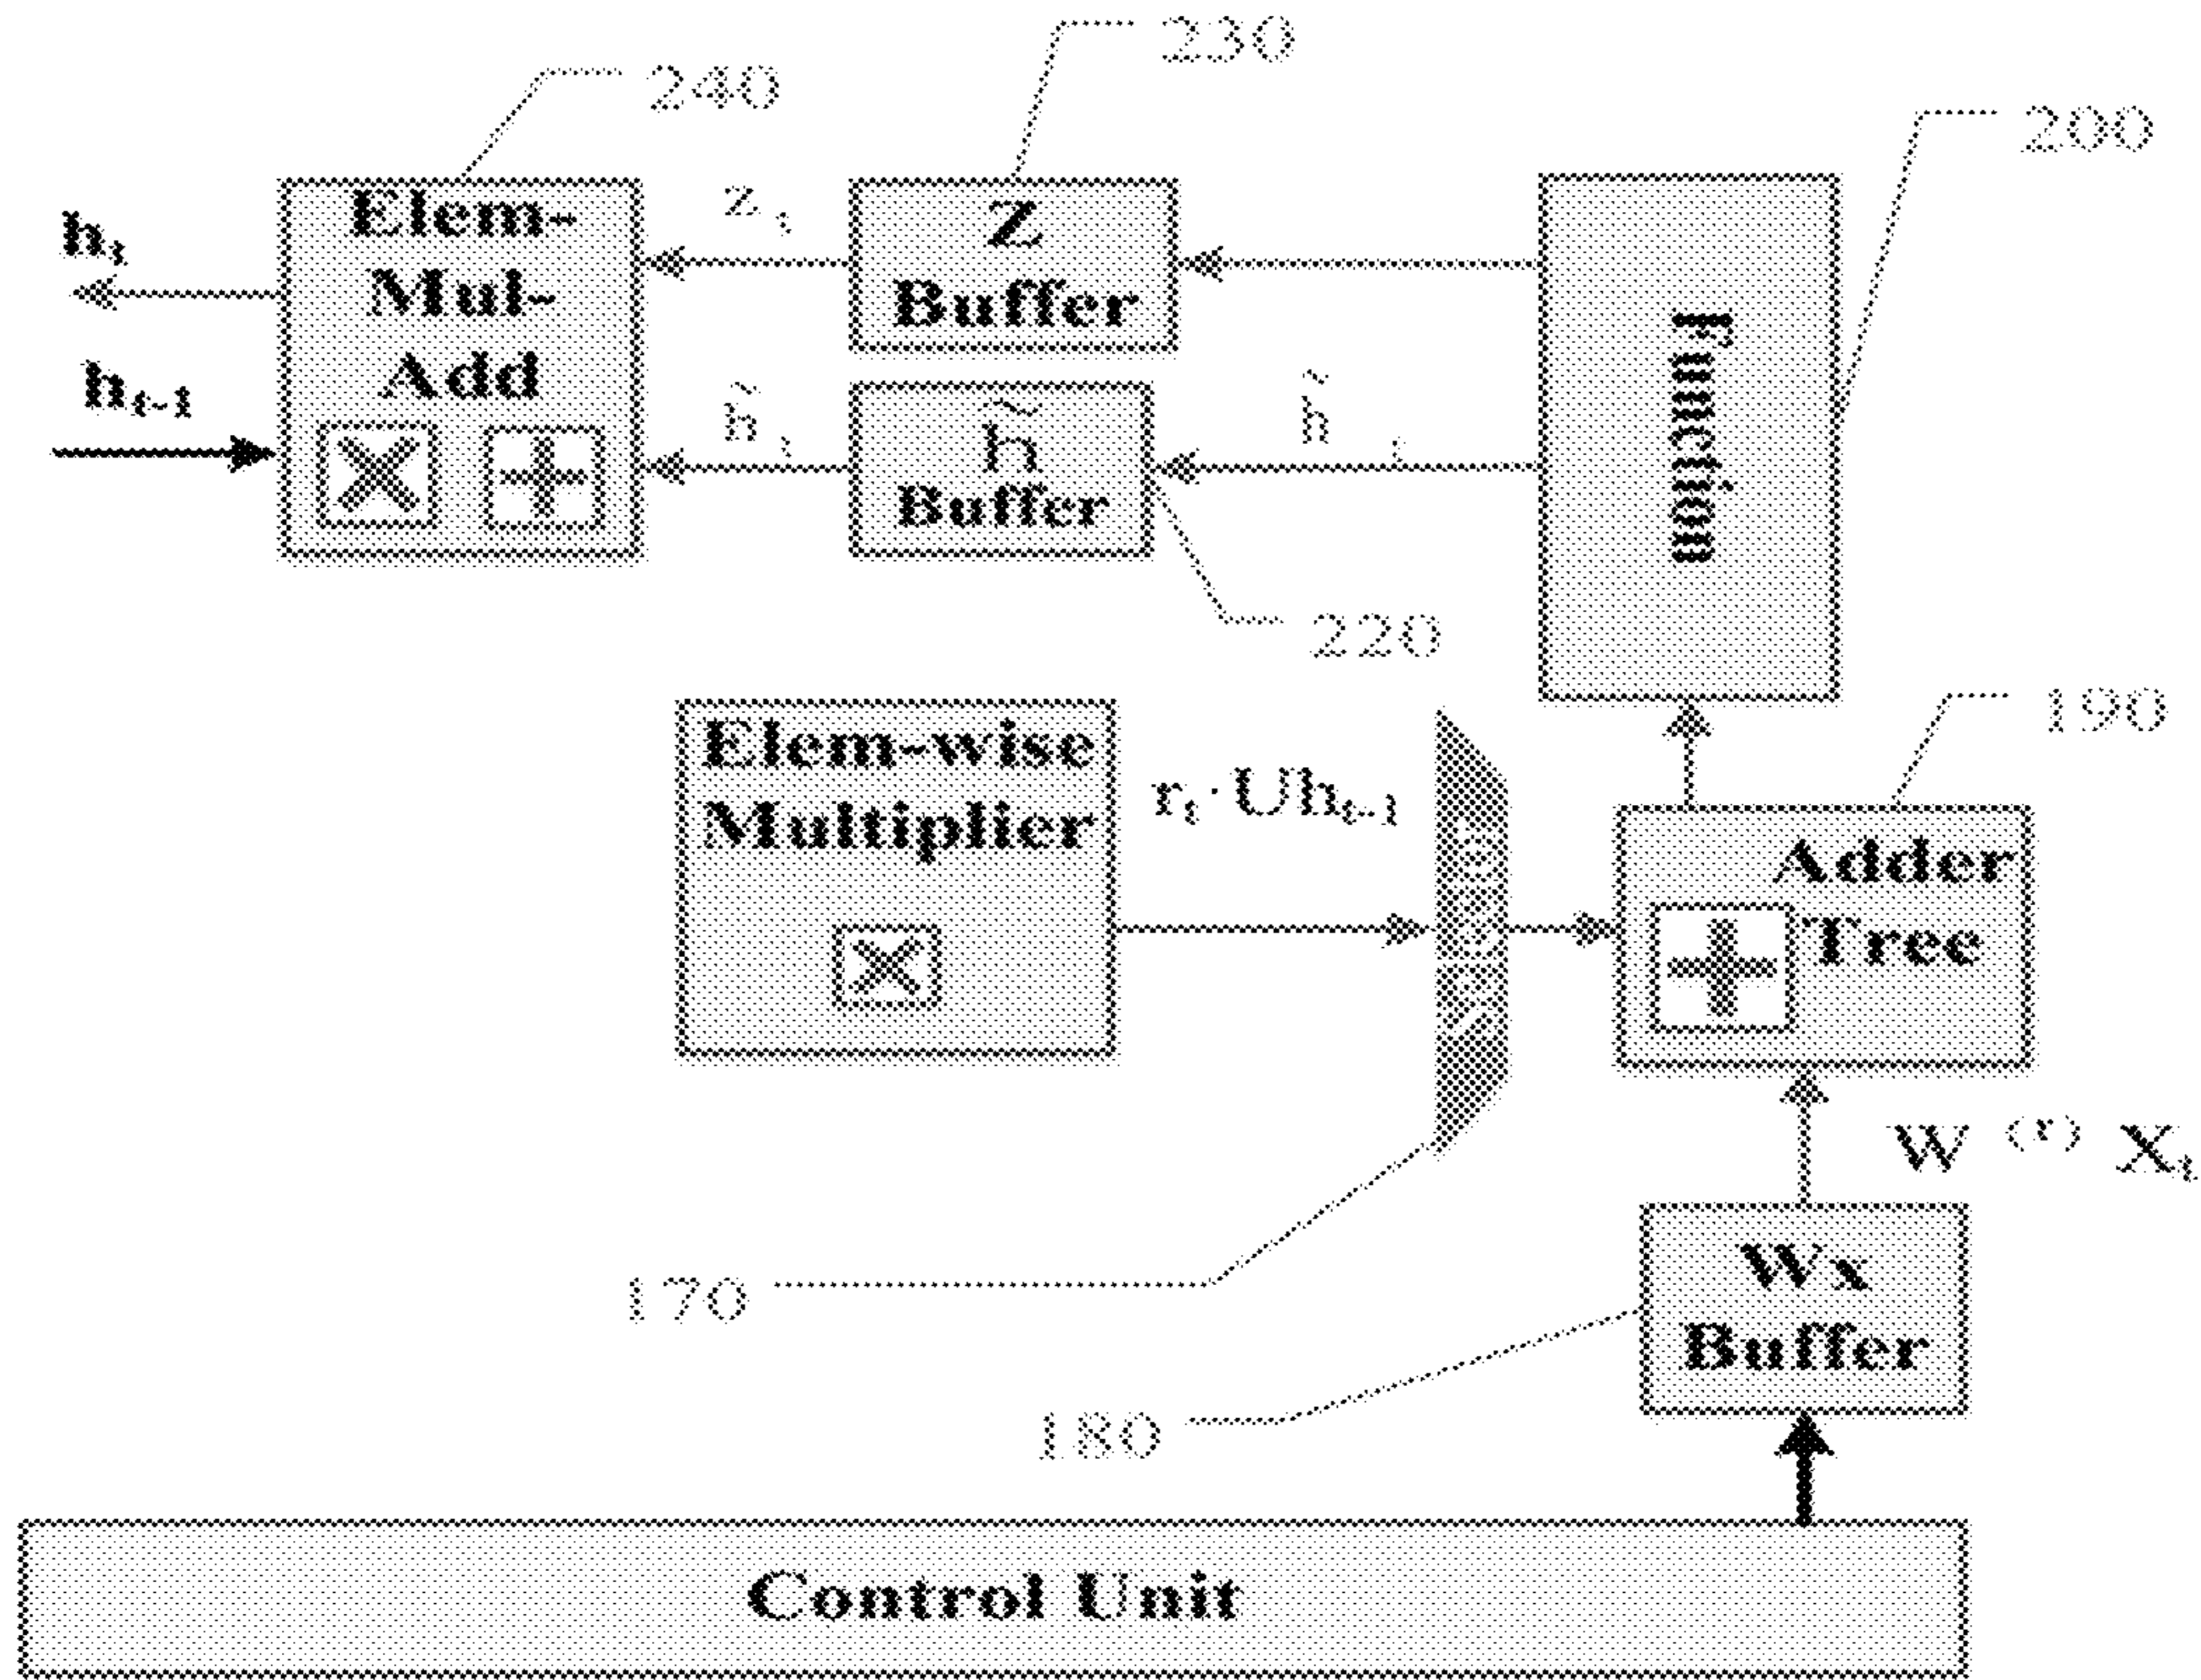 230
240
200
Elem-
Mul-
Add
h_t
h_{t-1}
z_t
Z
Buffer
h̃_t
h̃
Buffer
h̃_t
Function
220
190
Elem-wise
Multiplier
r_t·Uh_{t-1}
Adder
Tree
W^{(r)} X_t
170
Wx
Buffer
180
Control Unit